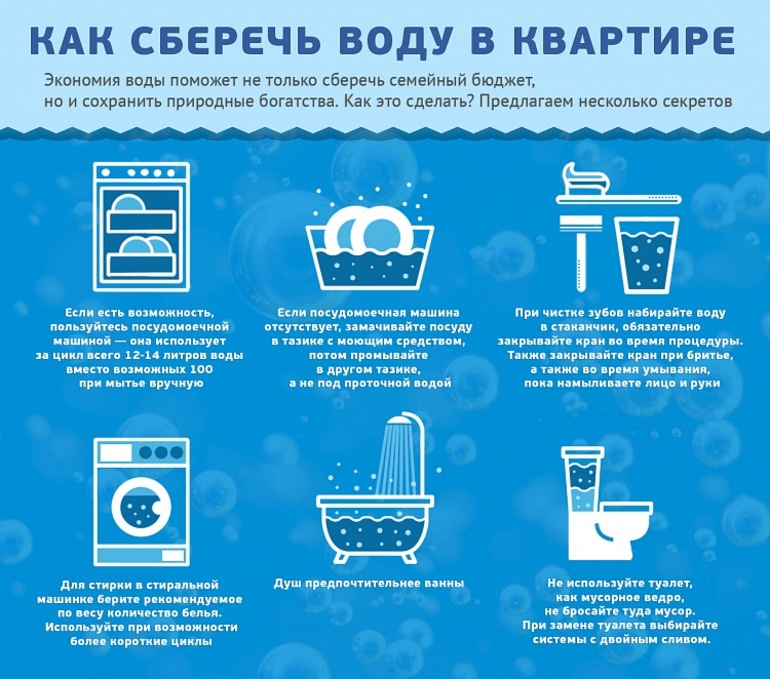 КАК СБЕРЕЧЬ ВОДУ В КВАРТИРЕ
Экономия воды поможет не только сберечь семейный бюджет,
но и сохранить природные богатства. Как это сделать? Предлагаем несколько секретов
Если есть возможность,
пользуйтесь посудомоечной
машиной — она использует
за цикл всего 12-14 литров воды
вместо возможных 100
при мытье вручную
Если посудомоечная машина
отсутствует, замачивайте посуду
в тазике с моющим средством,
потом промывайте
в другом тазике,
а не под проточной водой
При чистке зубов набирайте воду
в стаканчик, обязательно
закрывайте кран во время процедуры.
Также закрывайте кран при бритье,
а также во время умывания,
пока намыливаете лицо и руки
Для стирки в стиральной
машинке берите рекомендуемое
по весу количество белья.
Используйте при возможности
более короткие циклы
Душ предпочтительнее ванны
Не используйте туалет,
как мусорное ведро,
не бросайте туда мусор.
При замене туалета выбирайте
системы с двойным сливом.